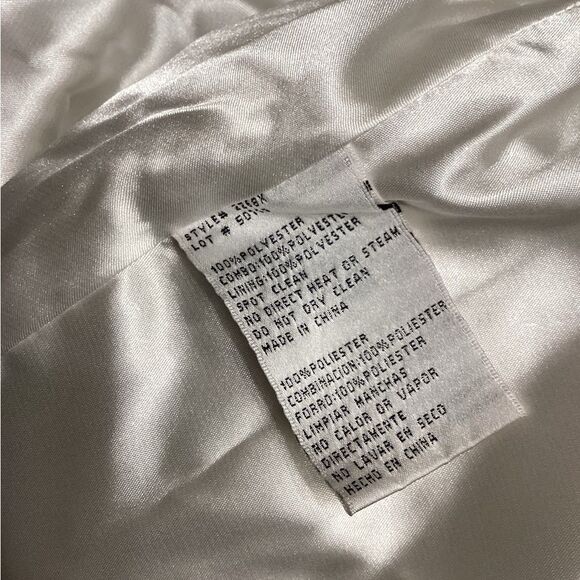 STYLE#
LOT #
100%POLYESTER
COMBO:100%POLYESTER
LINING:100%POLYESTER
SPOT CLEAN
NO DIRECT HEAT OR STEAM
DO NOT DRY CLEAN
MADE IN CHINA
100%POLIESTER
COMBINACION:100%POLIESTER
FORRO:100%POLIESTER
LIMPIAR MANCHAS
NO CALOR OR VAPOR
DIRECTAMENTE
NO LAVAR EN SECO
HECHO EN CHINA